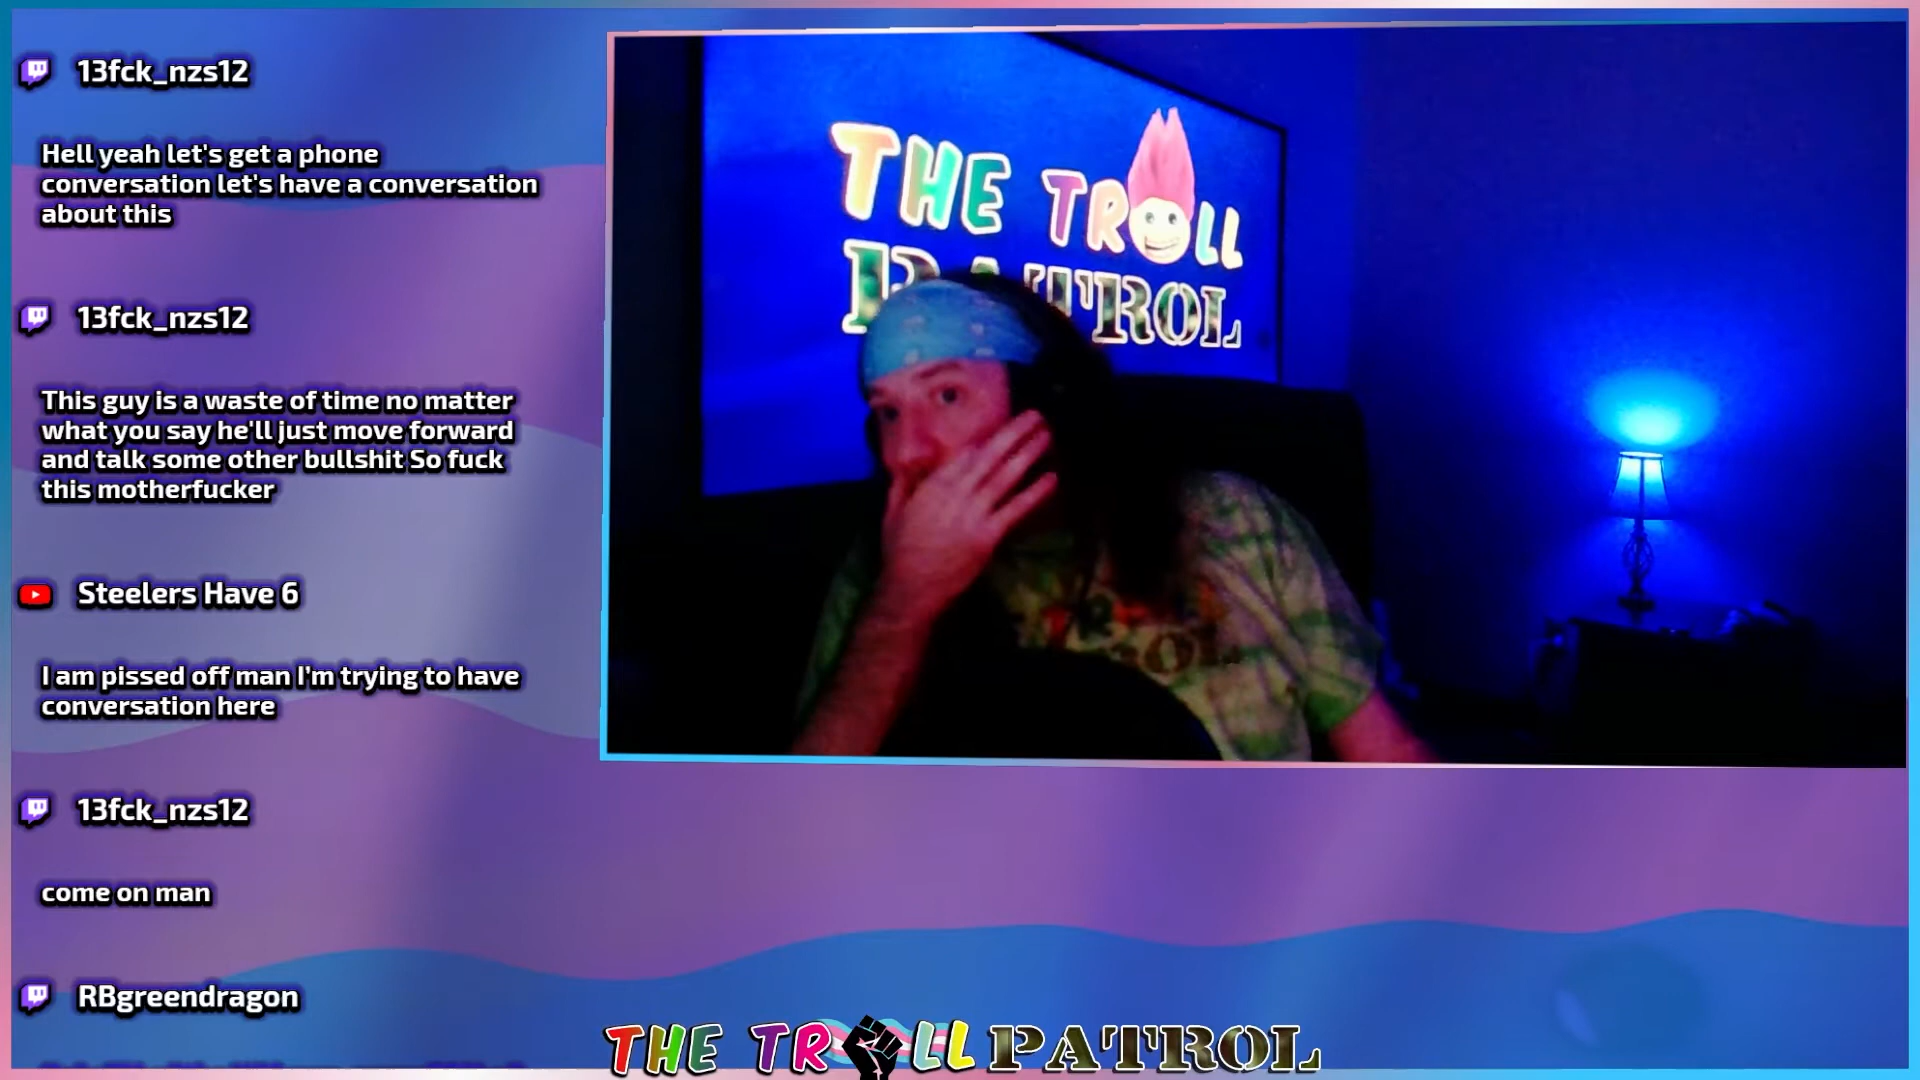 13fck_nzs12
Hell yeah let's get a phone
conversation let's have a conversation
about this
13fck_nzs12
This guy is a waste of time no matter
what you say he'll just move forward
and talk some other bullshit So fuck
this motherfucker
Steelers Have 6
I am pissed off man I'm trying to have
conversation here
13fck_nzs12
come on man
RBgreendragon
THE TROLL
PATROL
THE TROLL PATROL